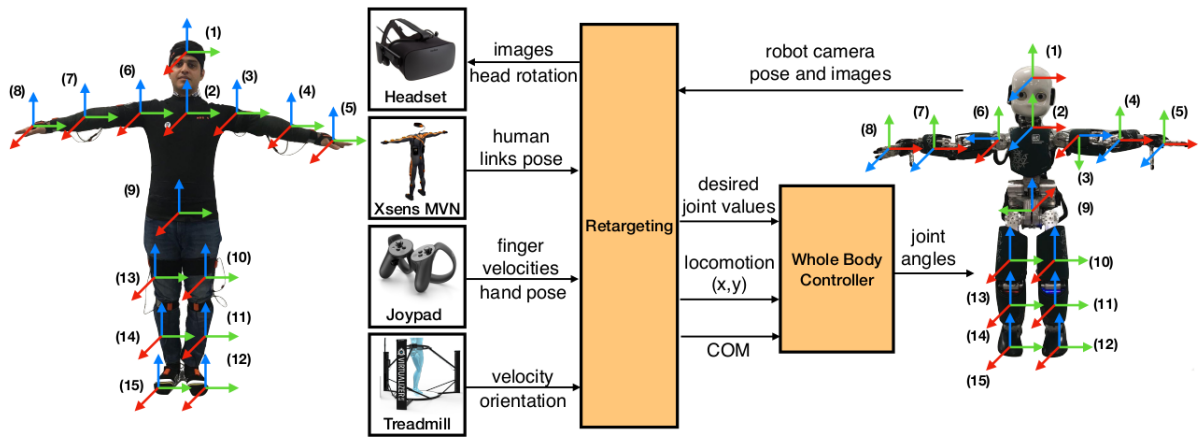 (1)
(2)
(3)
(4)
(5)
(6)
(7)
(8)
(9)
(10)
(11)
(12)
(13)
(14)
(15)
Headset
Xsens MVN
Joypad
VIRTUALIZER
Treadmill
images
head rotation
human
links pose
finger
velocities
hand pose
velocity
orientation
Retargeting
robot camera
pose and images
desired
joint values
locomotion
(x,y)
COM
Whole Body
Controller
joint
angles
(1)
(2)
(3)
(4)
(5)
(6)
(7)
(8)
(9)
(10)
(11)
(12)
(13)
(14)
(15)